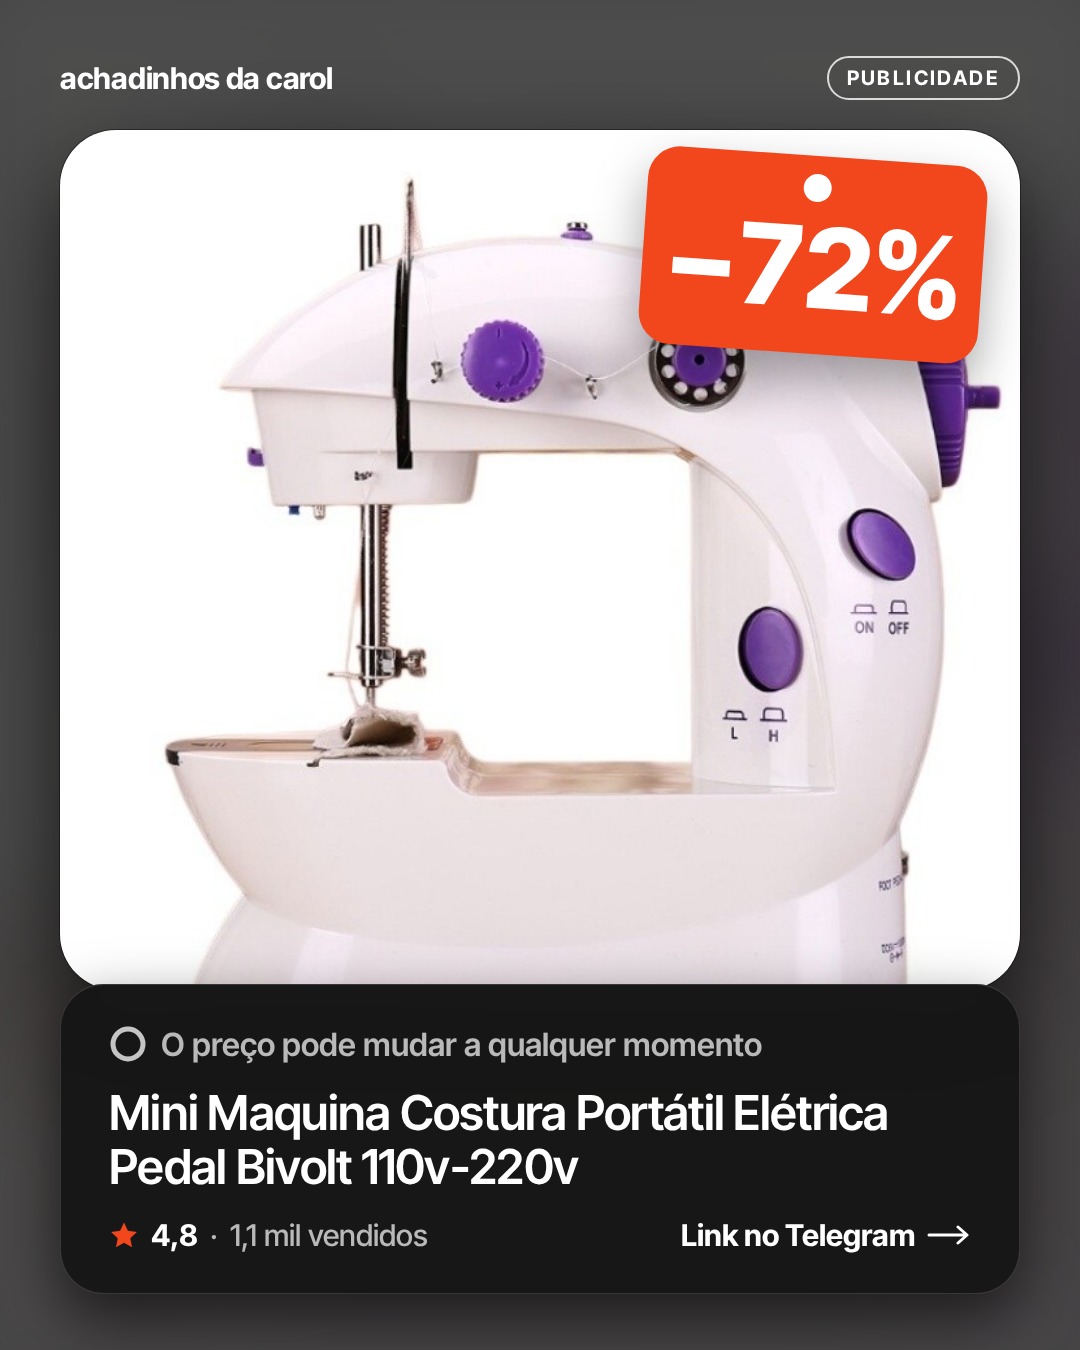 achadinhos da carol
PUBLICIDADE
−72%
ON OFF
L H
O preço pode mudar a qualquer momento
Mini Maquina Costura Portátil Elétrica
Pedal Bivolt 110v-220v
4,8 · 1,1 mil vendidos
Link no Telegram